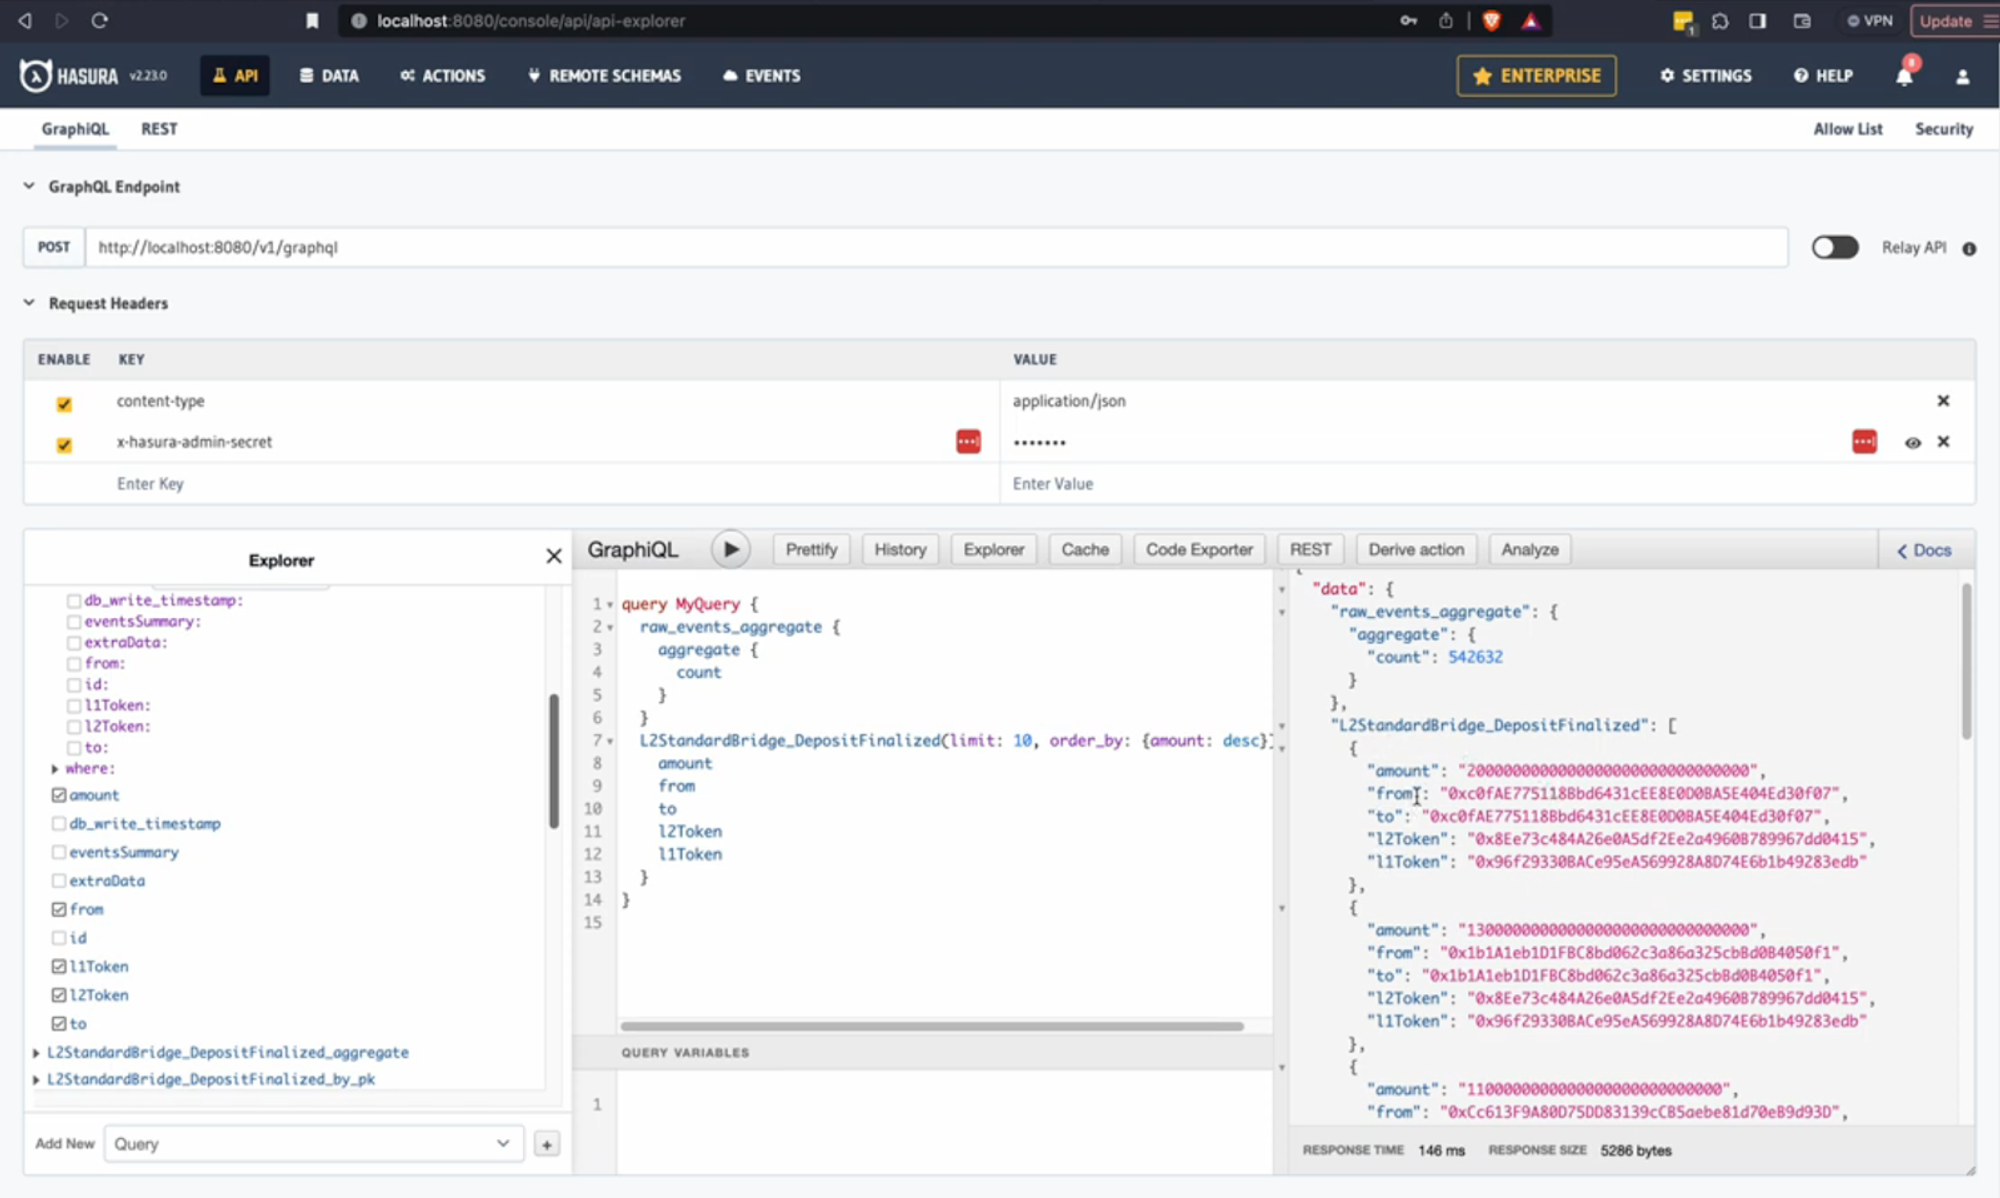 localhost:8080/console/api/api-explorer
1
VPN
Update
HASURA v2.23.0
API
DATA
ACTIONS
REMOTE SCHEMAS
EVENTS
ENTERPRISE
SETTINGS
HELP
8
GraphiQL
REST
Allow List
Security
GraphQL Endpoint
POST
http://localhost:8080/v1/graphql
Relay API
Request Headers
ENABLE
KEY
VALUE
content-type
application/json
x-hasura-admin-secret
•••••••
Enter Key
Enter Value
Explorer
db_write_timestamp:
eventsSummary:
extraData:
from:
id:
l1Token:
l2Token:
to:
where:
amount
db_write_timestamp
eventsSummary
extraData
from
id
l1Token
l2Token
to
L2StandardBridge_DepositFinalized_aggregate
L2StandardBridge_DepositFinalized_by_pk
Add New
Query
+
GraphiQL
Prettify
History
Explorer
Cache
Code Exporter
REST
Derive action
Analyze
Docs
1 query MyQuery {
2 raw_events_aggregate {
3 aggregate {
4 count
5 }
6 }
7 L2StandardBridge_DepositFinalized(limit: 10, order_by: {amount: desc}
8 amount
9 from
10 to
11 l2Token
12 l1Token
13 }
14 }
15
QUERY VARIABLES
1
"data": {
"raw_events_aggregate": {
"aggregate": {
"count": 542632
}
},
"L2StandardBridge_DepositFinalized": [
{
"amount":
"from":
"to":
"l2Token": "0x8Ee73c484A26e0A5df2Ee2a4960B789967dd0415",
"l1Token": "0x96f29330BACe95eA569928A8D74E6b1b49283edb"
},
{
"amount":
"from": "0x1b1A1eb1D1FBC8bd062c3a86a325cbBd0B4050f1",
"to": "0x1b1A1eb1D1FBC8bd062c3a86a325cbBd0B4050f1",
"l2Token": "0x8Ee73c484A26e0A5df2Ee2a4960B789967dd0415",
"l1Token": "0x96f29330BACe95eA569928A8D74E6b1b49283edb"
},
{
"amount":
"from": "0xCc613F9A80D75DD83139cCB5aebe81d70eB9d93D",
RESPONSE TIME 146 ms
RESPONSE SIZE 5286 bytes